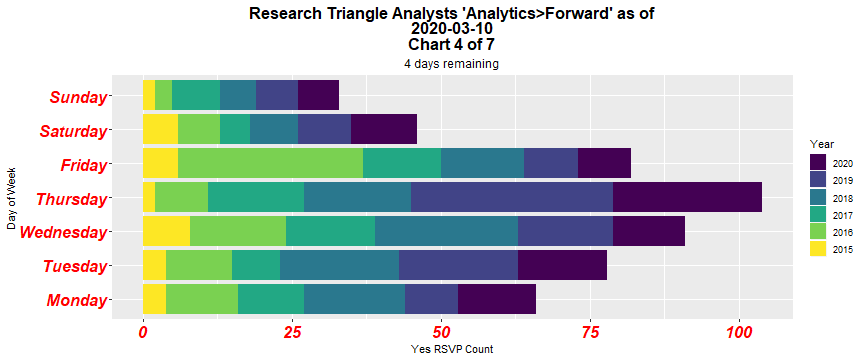 Research Triangle Analysts 'Analytics>Forward' as of
2020-03-10
Chart 4 of 7
4 days remaining
Day of Week
Sunday
Saturday
Friday
Thursday
Wednesday
Tuesday
Monday
0 25 50 75 100
Yes RSVP Count
Year
2020
2019
2018
2017
2016
2015